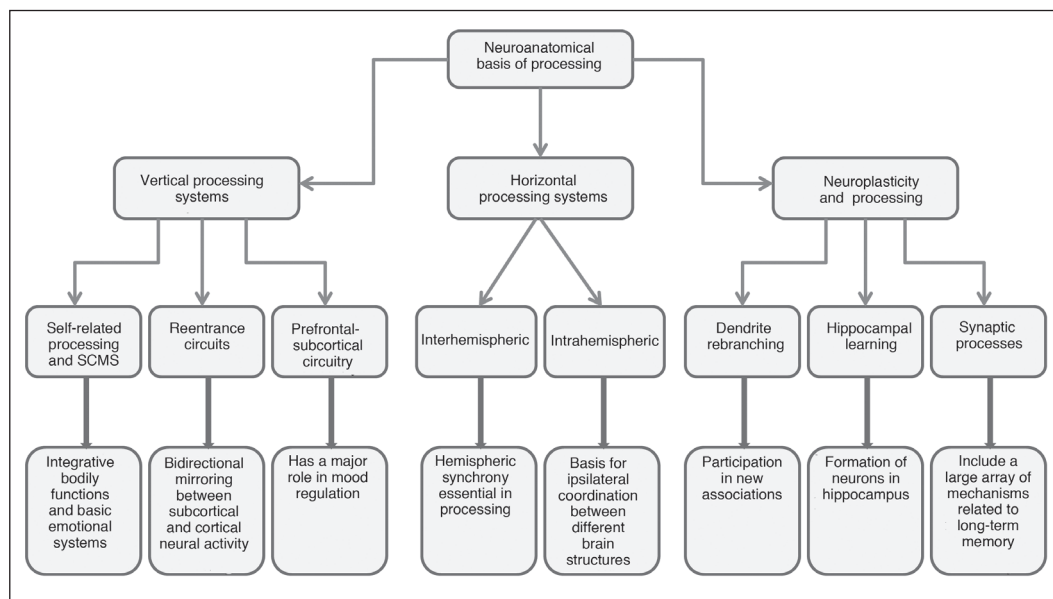 Neuroanatomical
basis of processing
Vertical processing
systems
Horizontal
processing systems
Neuroplasticity
and processing
Self-related
processing
and SCMS
Reentrance
circuits
Prefrontal-
subcortical
circuitry
Interhemispheric
Intrahemispheric
Dendrite
rebranching
Hippocampal
learning
Synaptic
processes
Integrative
bodily
functions
and basic
emotional
systems
Bidirectional
mirroring
between
subcortical
and cortical
neural activity
Has a major
role in mood
regulation
Hemispheric
synchrony
essential in
processing
Basis for
ipsilateral
coordination
between
different
brain
structures
Participation
in new
associations
Formation of
neurons in
hippocampus
Include a
large array of
mechanisms
related to
long-term
memory